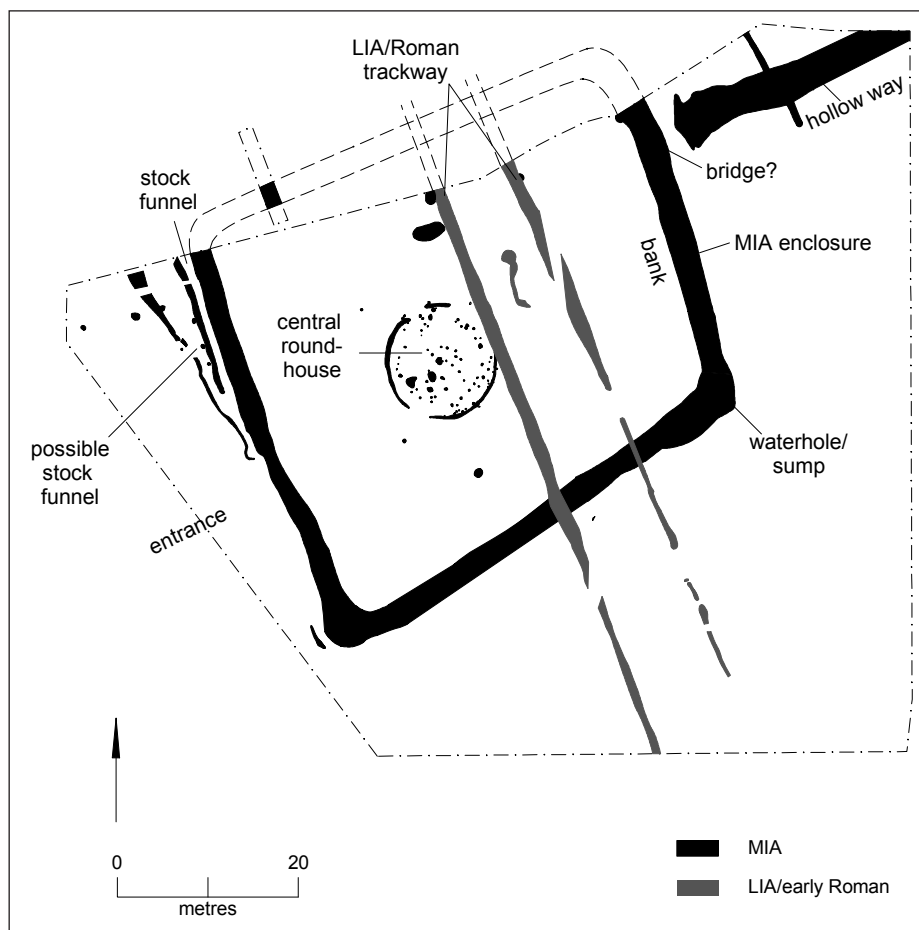 LIA/Roman
trackway
hollow way
stock
funnel
bridge?
MIA enclosure
bank
central
round-
house
possible
stock
funnel
waterhole/
sump
entrance
0
20
metres
MIA
LIA/early Roman